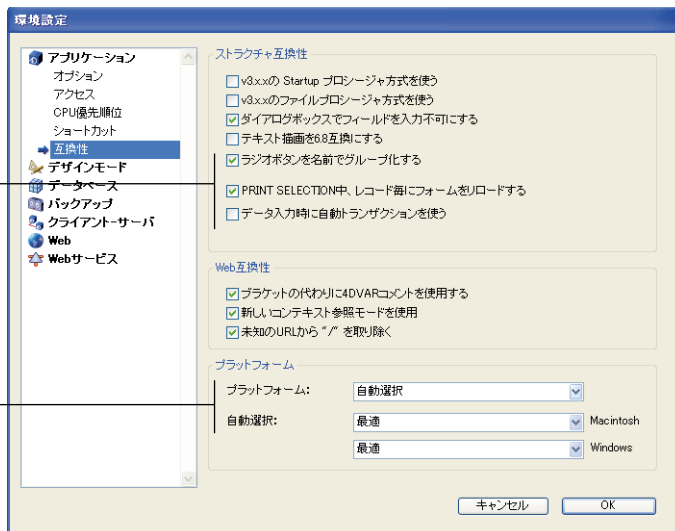 環境設定
アプリケーション
オプション
アクセス
CPU優先順位
ショートカット
互換性
デザインモード
データベース
バックアップ
クライアント-サーバ
Web
Webサービス
ストラクチャ互換性
v3.x.xの Startup プロシージャ方式を使う
v3.x.xのファイルプロシージャ方式を使う
ダイアログボックスでフィールドを入力不可にする
テキスト描画を6.8互換にする
ラジオボタンを名前でグループ化する
PRINT SELECTION中、レコード毎にフォームをリロードする
データ入力時に自動トランザクションを使う
Web互換性
ブラケットの代わりに4DVARコメントを使用する
新しいコンテキスト参照モードを使用
未知のURLから "/" を取り除く
プラットフォーム
プラットフォーム: 自動選択
自動選択: 最適 Macintosh
最適 Windows
キャンセル OK